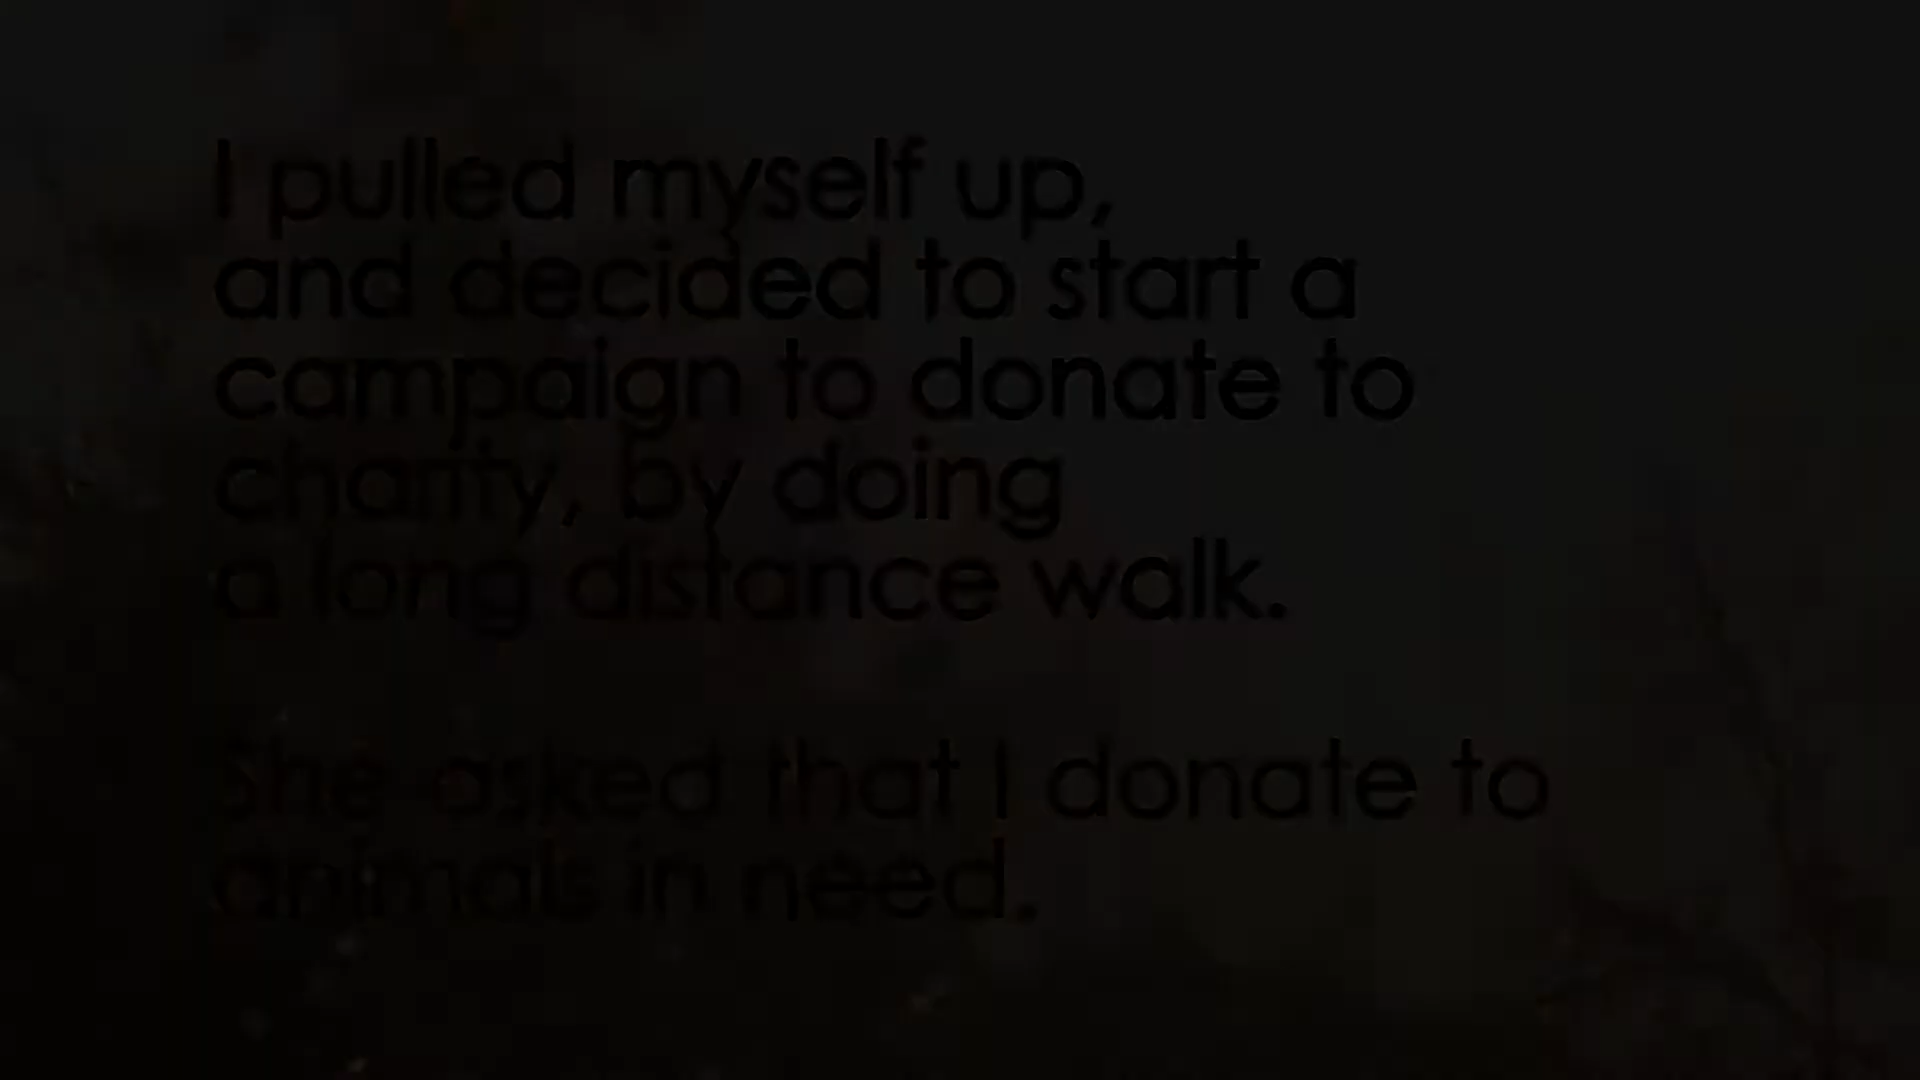 I pulled myself up,
and decided to start a
campaign to donate to
charity, by doing
a long distance walk.
She asked that I donate to
animals in need.